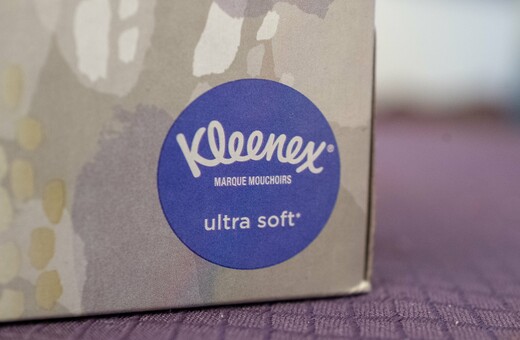 Kleenex®
MARQUE MOUCHOIRS
ultra soft*